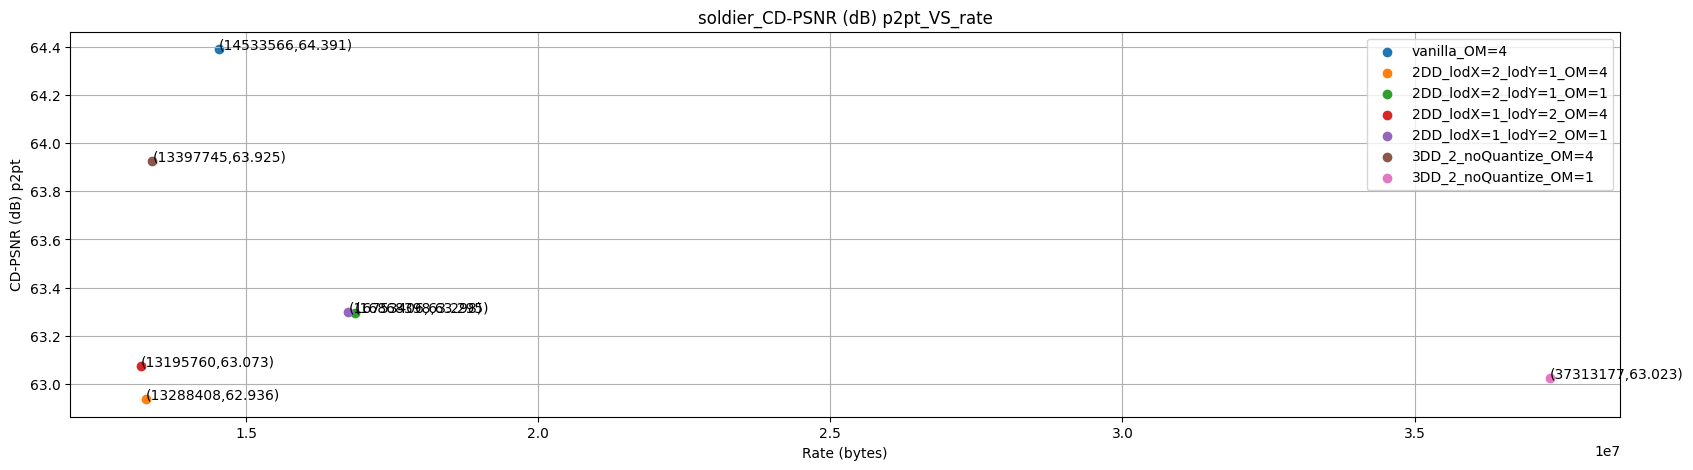 soldier_CD-PSNR (dB) p2pt_VS_rate
CD-PSNR (dB) p2pt
64.4
64.2
64.0
63.8
63.6
63.4
63.2
63.0
(14533566,64.391)
(13397745,63.925)
(13195760,63.073)
(13288408,62.936)
(37313177,63.023)
vanilla_OM=4
2DD_lodX=2_lodY=1_OM=4
2DD_lodX=2_lodY=1_OM=1
2DD_lodX=1_lodY=2_OM=4
2DD_lodX=1_lodY=2_OM=1
3DD_2_noQuantize_OM=4
3DD_2_noQuantize_OM=1
1.5
2.0
2.5
3.0
3.5
1e7
Rate (bytes)